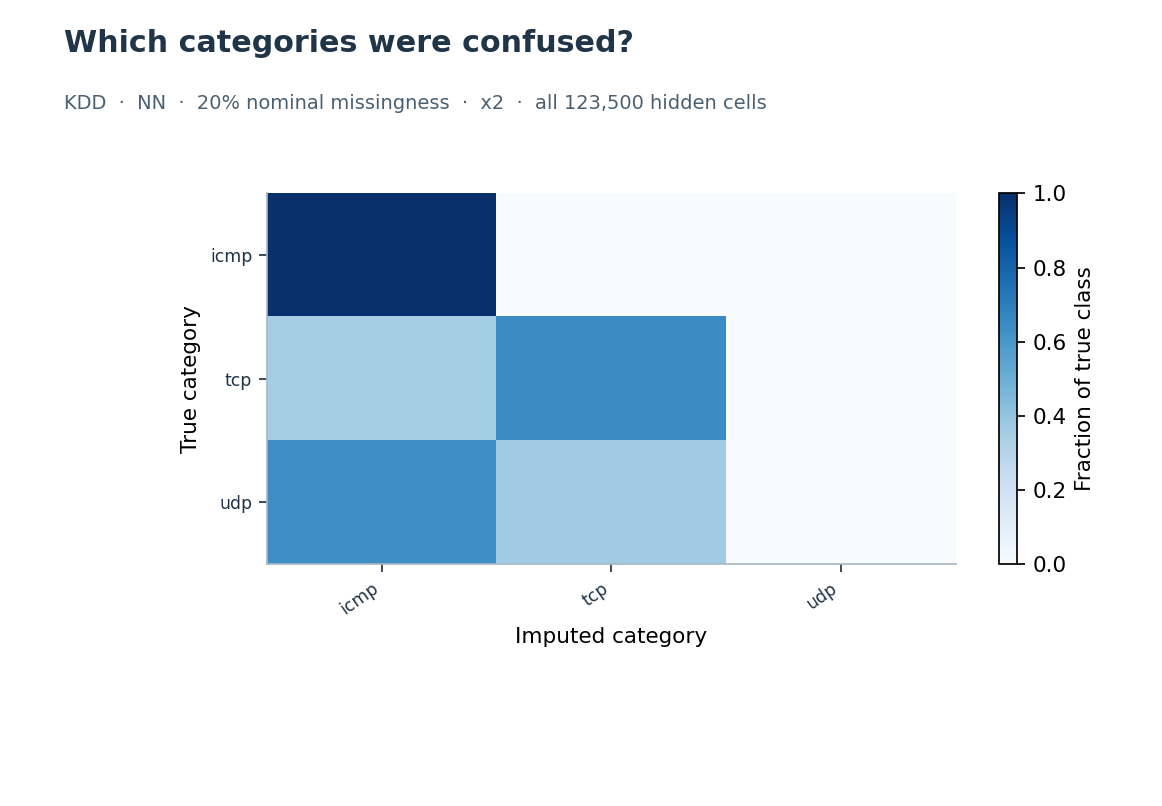 Which categories were confused?
KDD · NN · 20% nominal missingness · x2 · all 123,500 hidden cells
True category
icmp
tcp
udp
icmp
tcp
udp
Imputed category
1.0
0.8
0.6
0.4
0.2
0.0
Fraction of true class